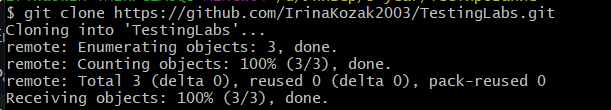 $ git clone https://github.com/IrinaKozak2003/TestingLabs.git
Cloning into 'TestingLabs'...
remote: Enumerating objects: 3, done.
remote: Counting objects: 100% (3/3), done.
remote: Total 3 (delta 0), reused 0 (delta 0), pack-reused 0
Receiving objects: 100% (3/3), done.